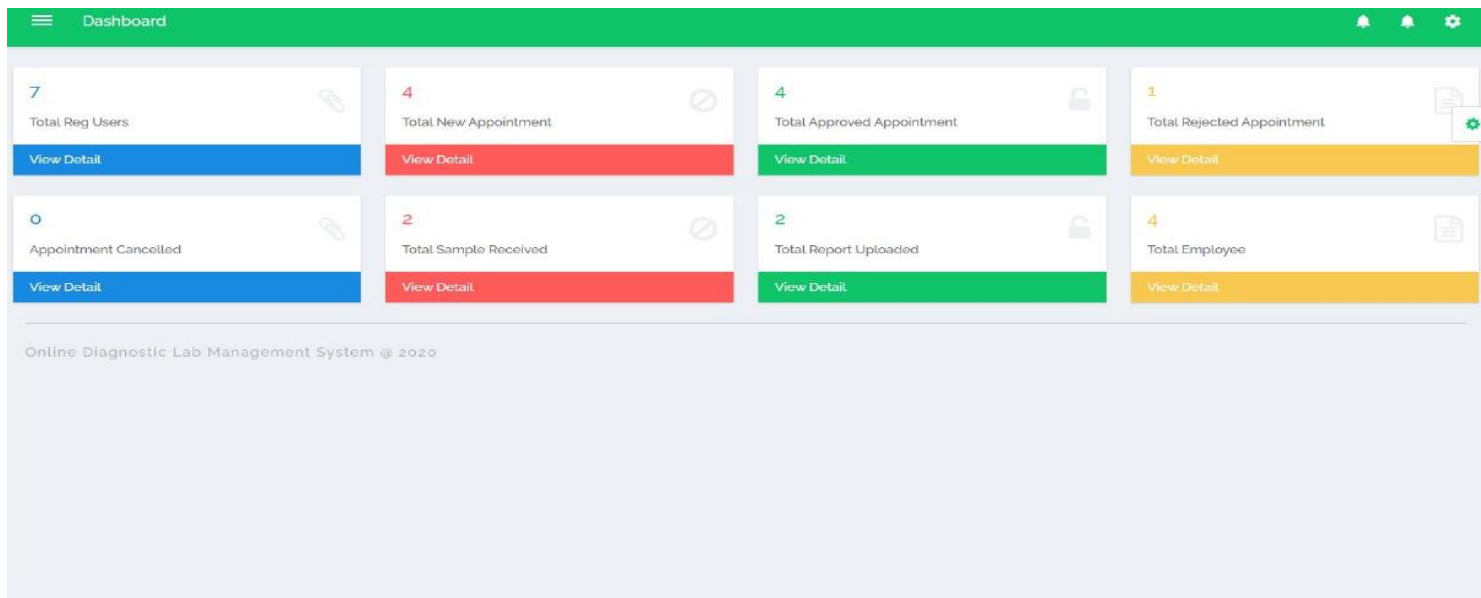 Dashboard
7
Total Reg Users
View Detail
4
Total New Appointment
View Detail
4
Total Approved Appointment
View Detail
1
Total Rejected Appointment
View Detail
0
Appointment Cancelled
View Detail
2
Total Sample Received
View Detail
2
Total Report Uploaded
View Detail
4
Total Employee
View Detail
Online Diagnostic Lab Management System @ 2020